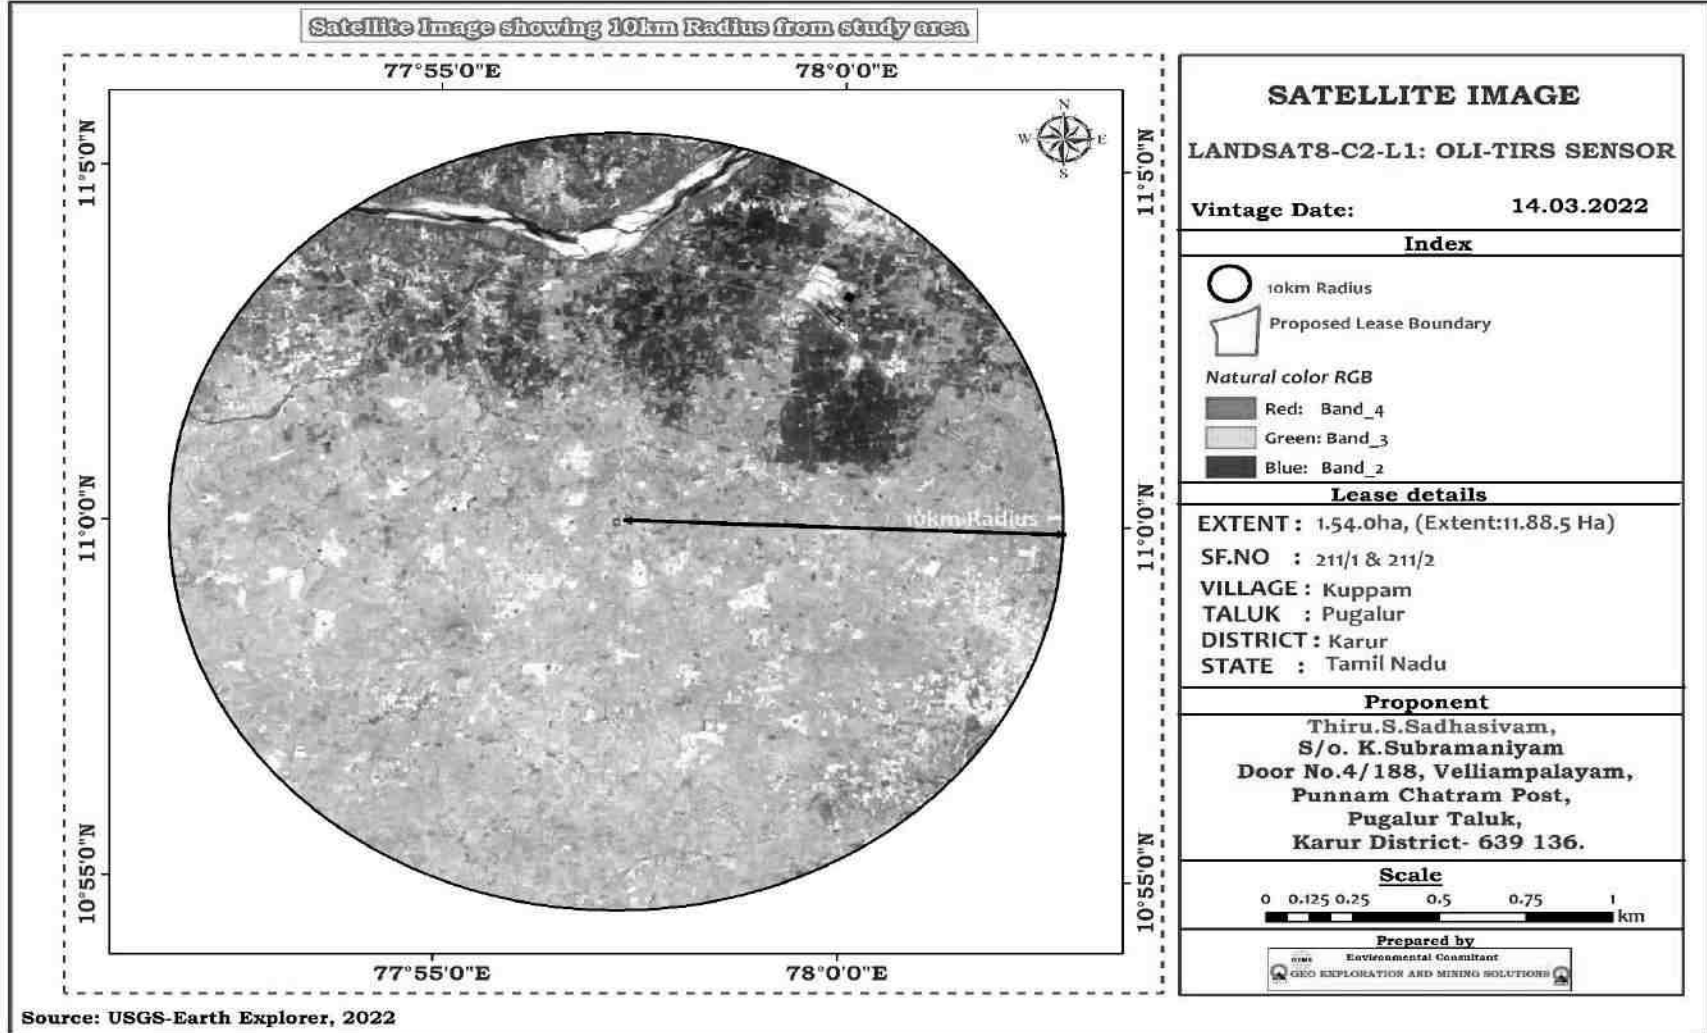 Satellite Image showing 10km Radius from study area
77°55'0"E
78°0'0"E
11°5'0"N
11°5'0"N
N
W
E
S
11°0'0"N
11°0'0"N
10km Radius
10°55'0"N
10°55'0"N
77°55'0"E
78°0'0"E
Source: USGS-Earth Explorer, 2022
SATELLITE IMAGE
LANDSAT8-C2-L1: OLI-TIRS SENSOR
Vintage Date: 14.03.2022
Index
10km Radius
Proposed Lease Boundary
Natural color RGB
Red: Band_4
Green: Band_3
Blue: Band_2
Lease details
EXTENT : 1.54.0ha, (Extent:11.88.5 Ha)
SF.NO : 211/1 & 211/2
VILLAGE : Kuppam
TALUK : Pugalur
DISTRICT : Karur
STATE : Tamil Nadu
Proponent
Thiru.S.Sadhasivam,
S/o. K.Subramaniyam
Door No.4/188, Velliampalayam,
Punnam Chatram Post,
Pugalur Taluk,
Karur District- 639 136.
Scale
0 0.125 0.25 0.5 0.75 1
km
Prepared by
Environmental Consultant
GEO EXPLORATION AND MINING SOLUTIONS